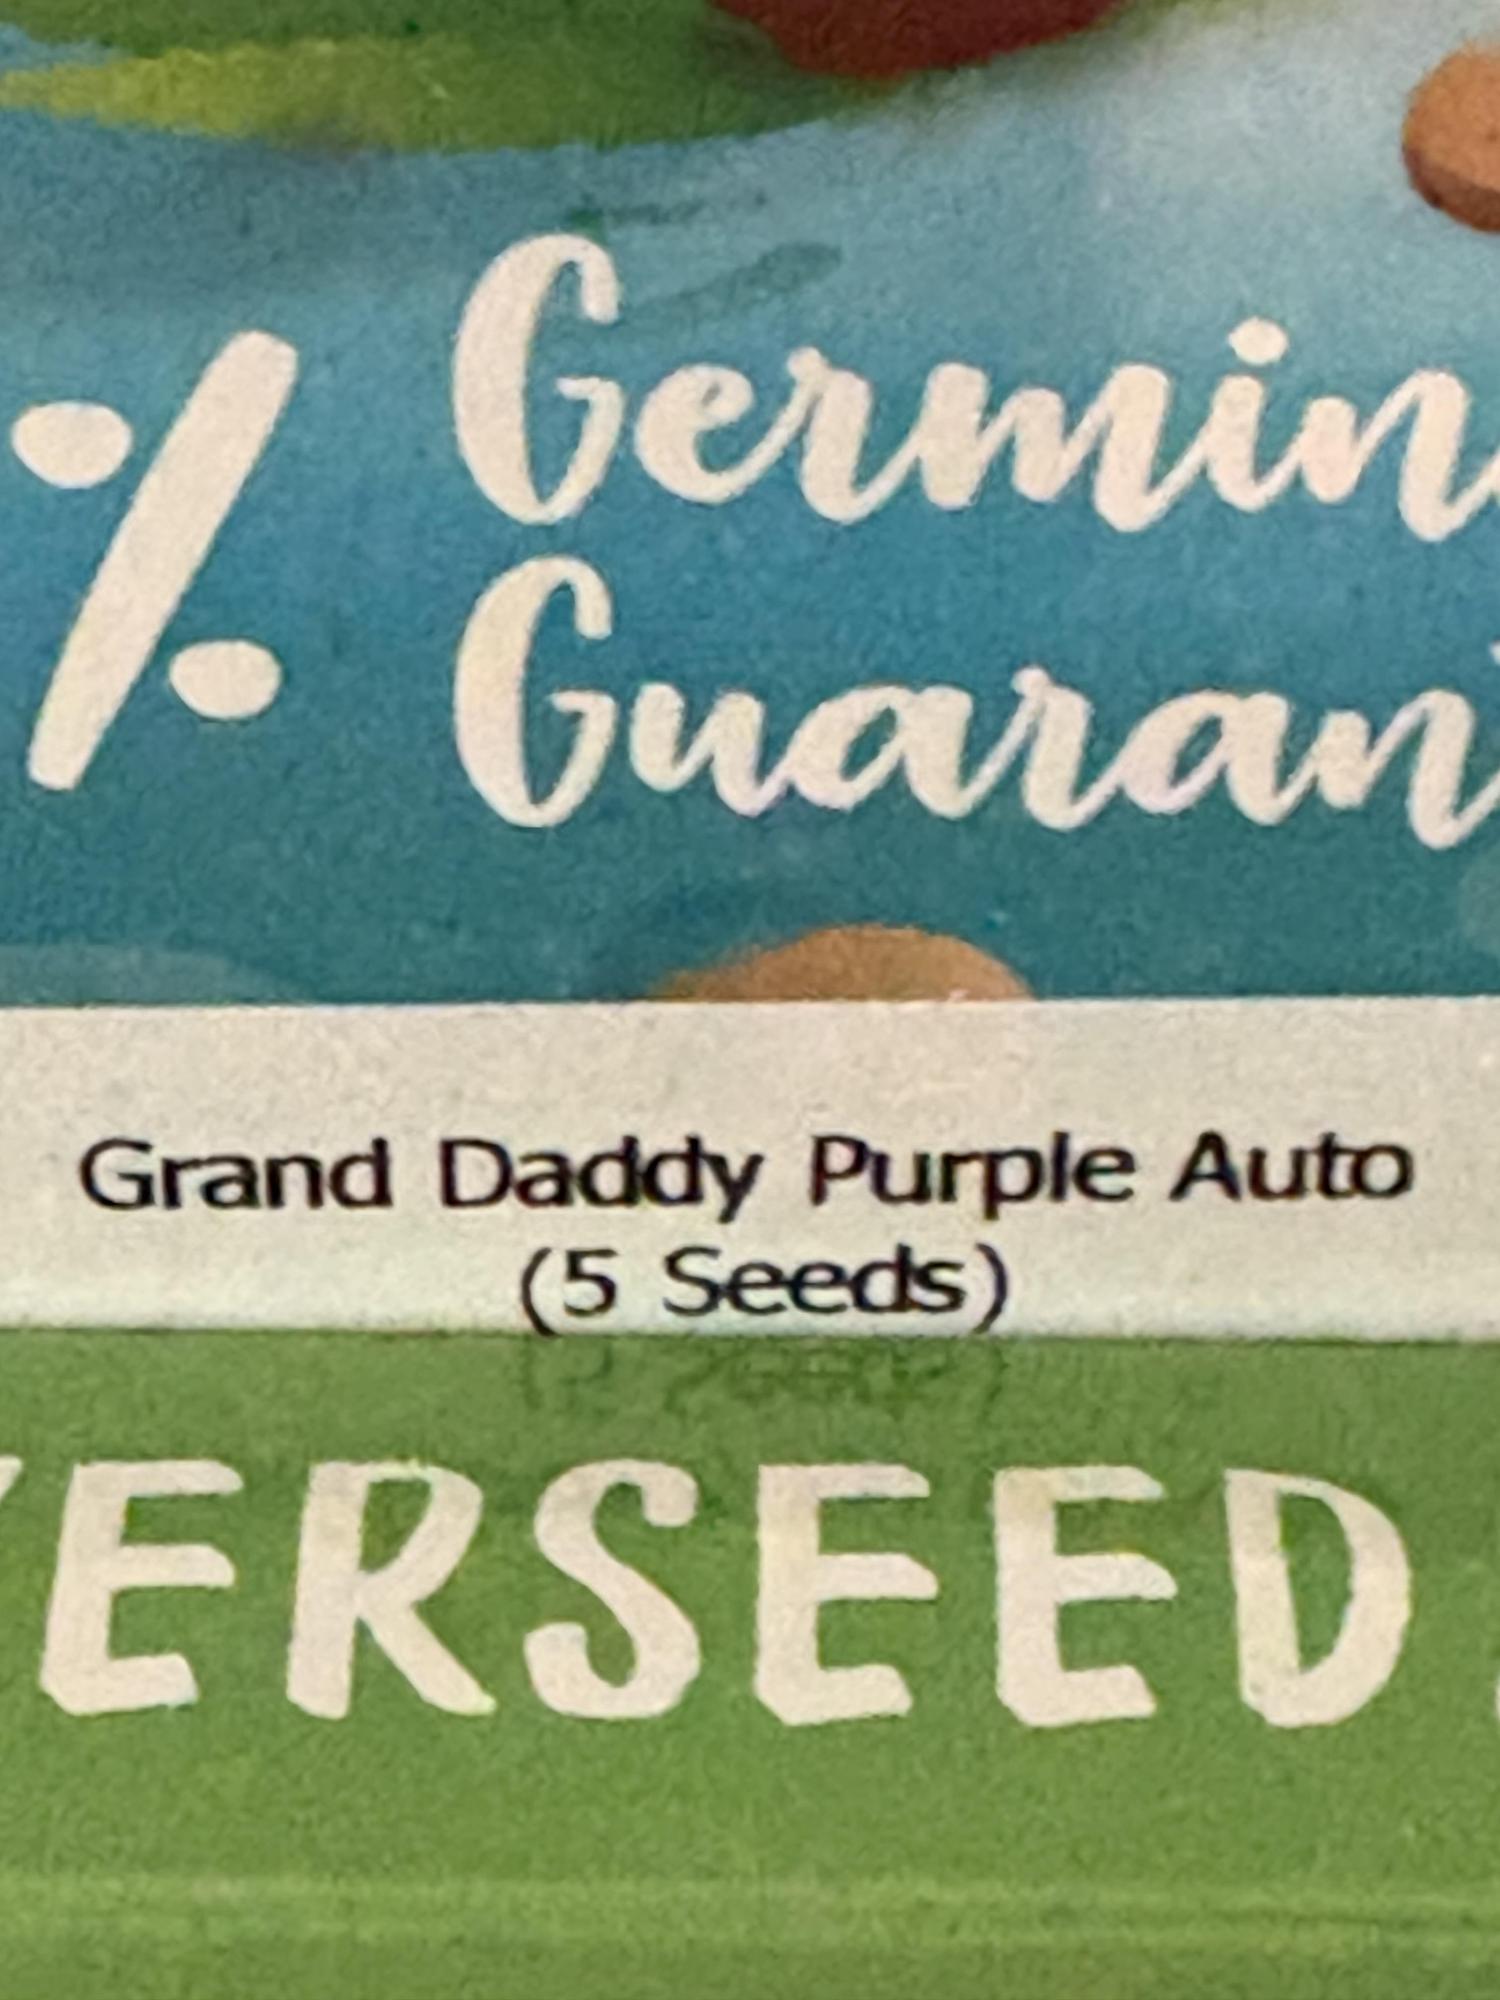 % Germin
Guaran
Grand Daddy Purple Auto
(5 Seeds)
ERSEED